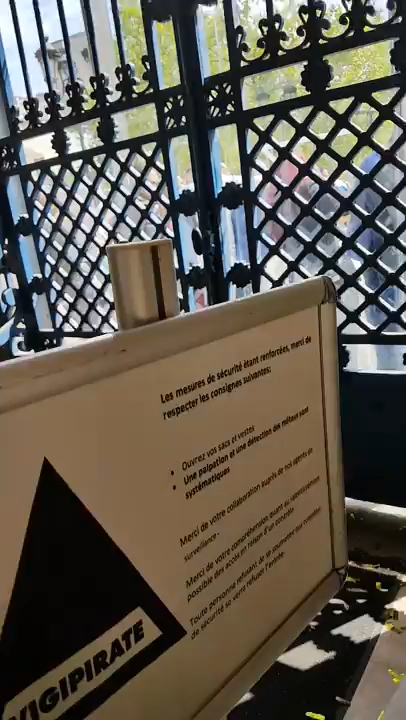 Les mesures de sécurité étant renforcées, merci de
respecter les consignes suivantes:
• Ouvrez vos sacs et vestes
• Une palpation et une détection des métaux sont
systématiques
Merci de votre collaboration auprès de nos agents de
surveillance.
Merci de votre compréhension quant au ralentissement
possible des accès en raison d'un contrôle
Toute personne refusant de se soumettre aux contrôles
de sécurité se verra refuser l'entrée.
VIGIPIRATE